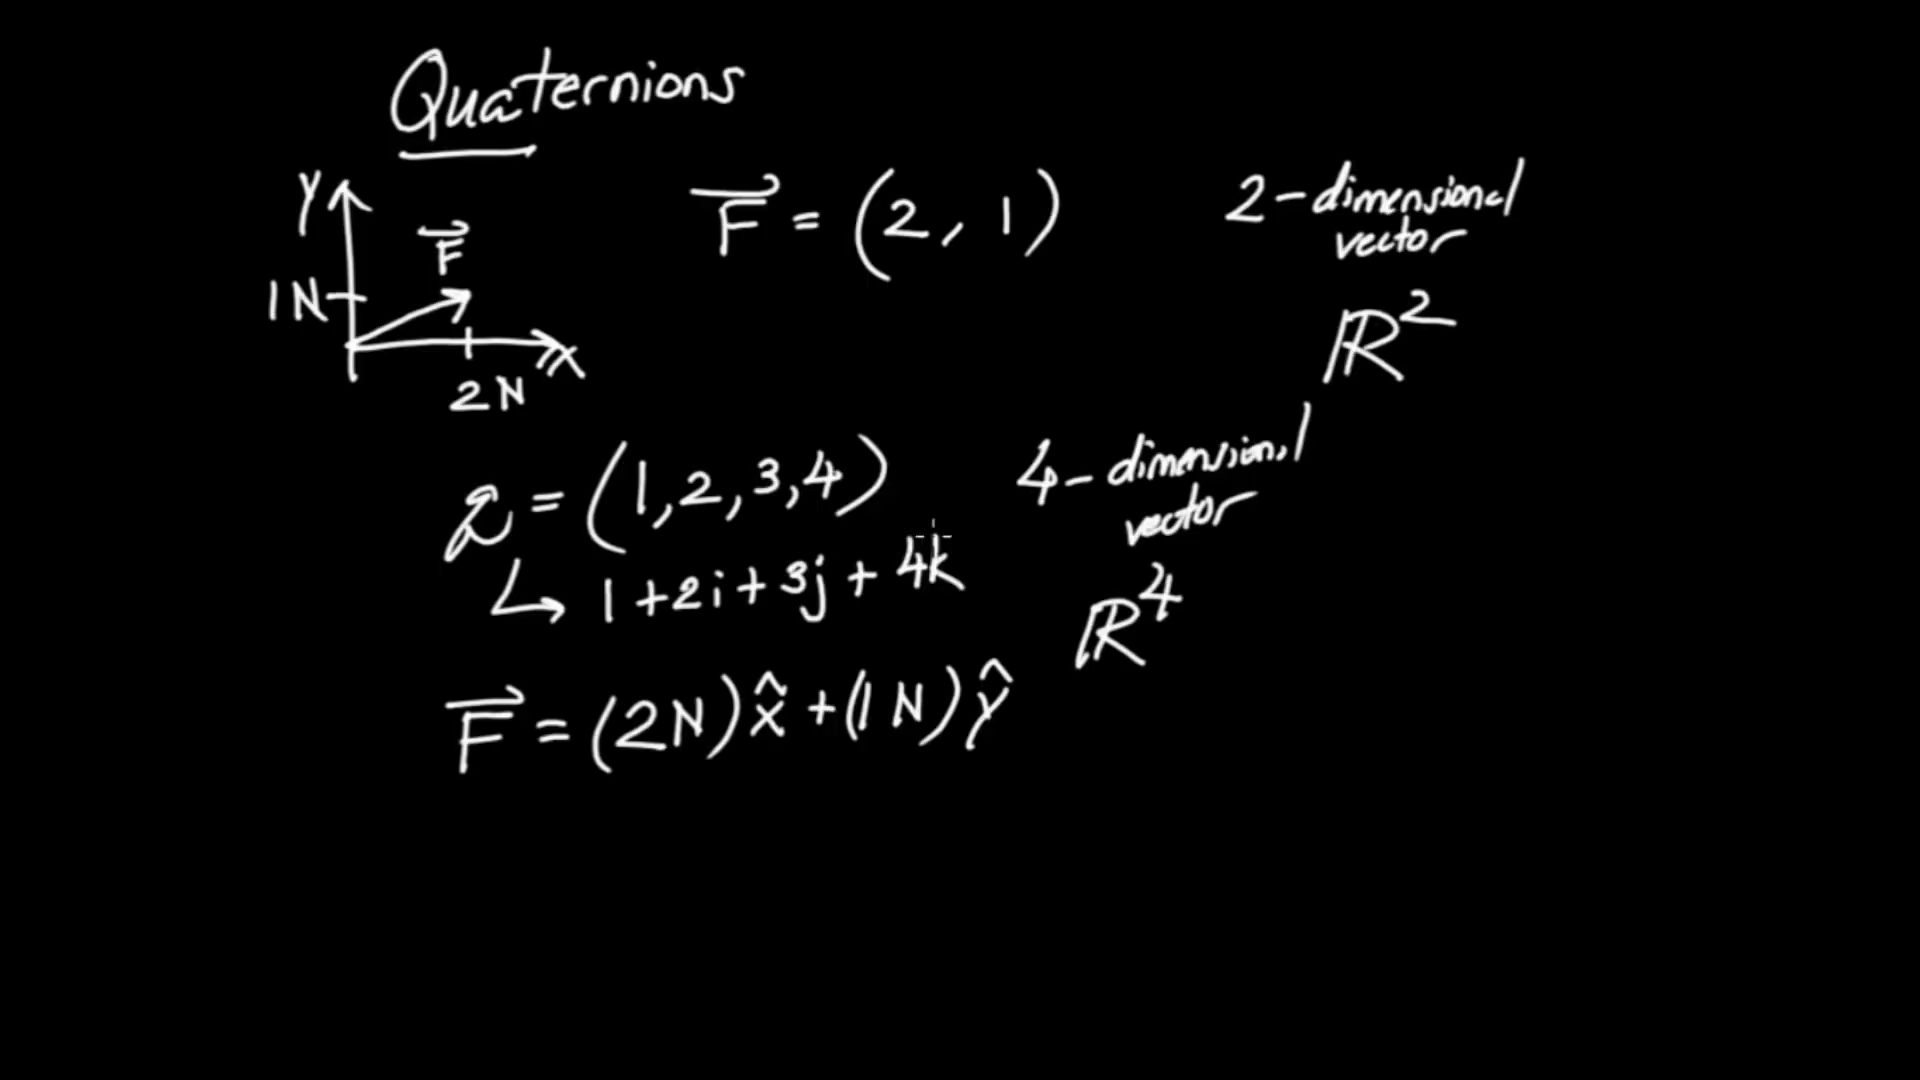 Quaternions
Y
F⃗
1N
2N
X
F⃗ = (2, 1)
2-dimensional
vector
ℝ²
q = (1, 2, 3, 4)
↳ 1 + 2i + 3j + 4k
4-dimensional
vector
ℝ⁴
F⃗ = (2N) x̂ + (1N) ŷ